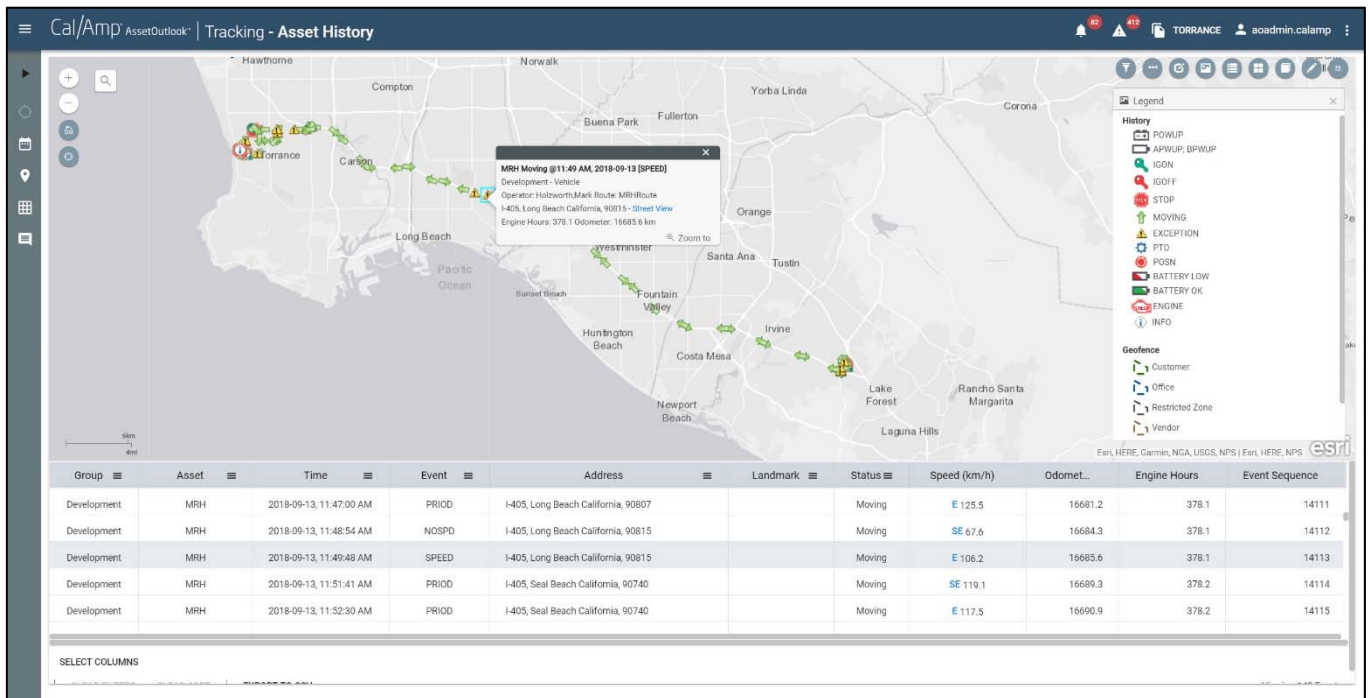 Cal/Amp AssetOutlook™ | Tracking - Asset History
82
412
TORRANCE
aoadmin.calamp
Hawthorne
Norwalk
Compton
Yorba Linda
Corona
Buena Park
Fullerton
Torrance
Carson
Long Beach
Orange
Pacific
Ocean
Westminster
Santa Ana
Tustin
Sunset Beach
Fountain
Valley
Huntington
Beach
Irvine
Costa Mesa
Newport
Beach
Lake
Forest
Rancho Santa
Margarita
Laguna Hills
MRH Moving @11:49 AM, 2018-09-13 [SPEED]
Development - Vehicle
Operator: Holzworth,Mark Route: MRHRoute
I-405, Long Beach California, 90815 - Street View
Engine Hours: 378.1 Odometer: 16685.6 km
Zoom to
Legend
History
POWUP
APWUP; BPWUP
IGON
IGOFF
STOP
MOVING
EXCEPTION
PTO
POSN
BATTERY LOW
BATTERY OK
ENGINE
INFO
Geofence
Customer
Office
Restricted Zone
Vendor
6km
4mi
Esri, HERE, Garmin, NGA, USGS, NPS | Esri, HERE, NPS
esri
Group Asset Time Event Address Landmark Status Speed (km/h) Odomet... Engine Hours Event Sequence
Development MRH 2018-09-13, 11:47:00 AM PRIOD I-405, Long Beach California, 90807 Moving E 125.5 16681.2 378.1 14111
Development MRH 2018-09-13, 11:48:54 AM NOSPD I-405, Long Beach California, 90815 Moving SE 67.6 16684.3 378.1 14112
Development MRH 2018-09-13, 11:49:48 AM SPEED I-405, Long Beach California, 90815 Moving E 106.2 16685.6 378.1 14113
Development MRH 2018-09-13, 11:51:41 AM PRIOD I-405, Seal Beach California, 90740 Moving SE 119.1 16689.3 378.2 14114
Development MRH 2018-09-13, 11:52:30 AM PRIOD I-405, Seal Beach California, 90740 Moving E 117.5 16690.9 378.2 14115
SELECT COLUMNS